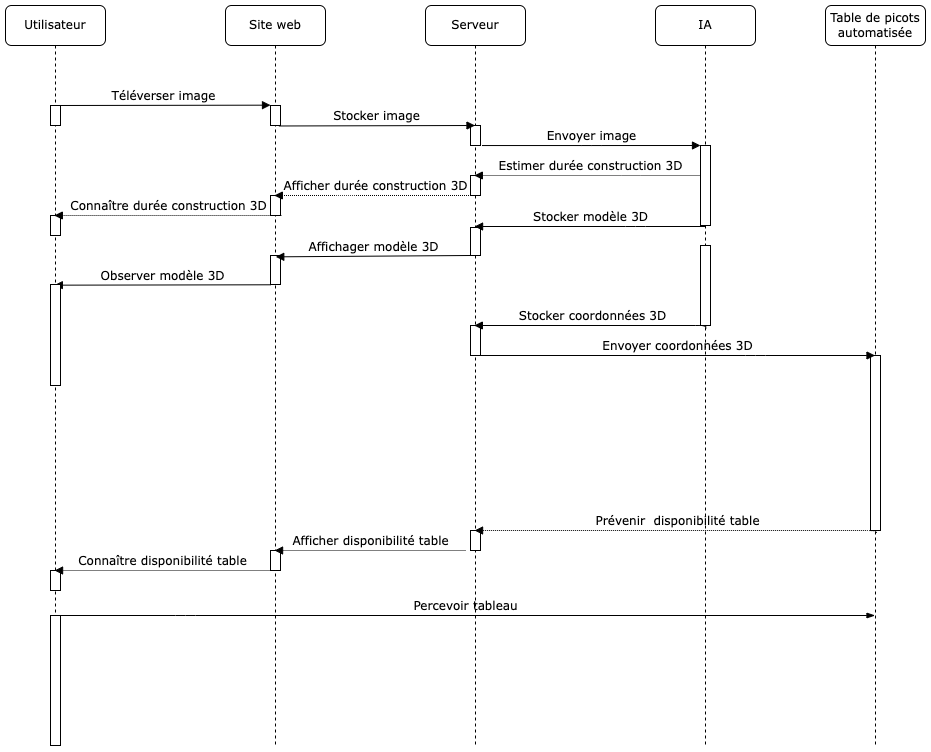 Utilisateur
Site web
Serveur
IA
Table de picots
automatisée
Téléverser image
Stocker image
Envoyer image
Estimer durée construction 3D
Afficher durée construction 3D
Connaître durée construction 3D
Stocker modèle 3D
Affichager modèle 3D
Observer modèle 3D
Stocker coordonnées 3D
Envoyer coordonnées 3D
Prévenir  disponibilité table
Afficher disponibilité table
Connaître disponibilité table
Percevoir tableau